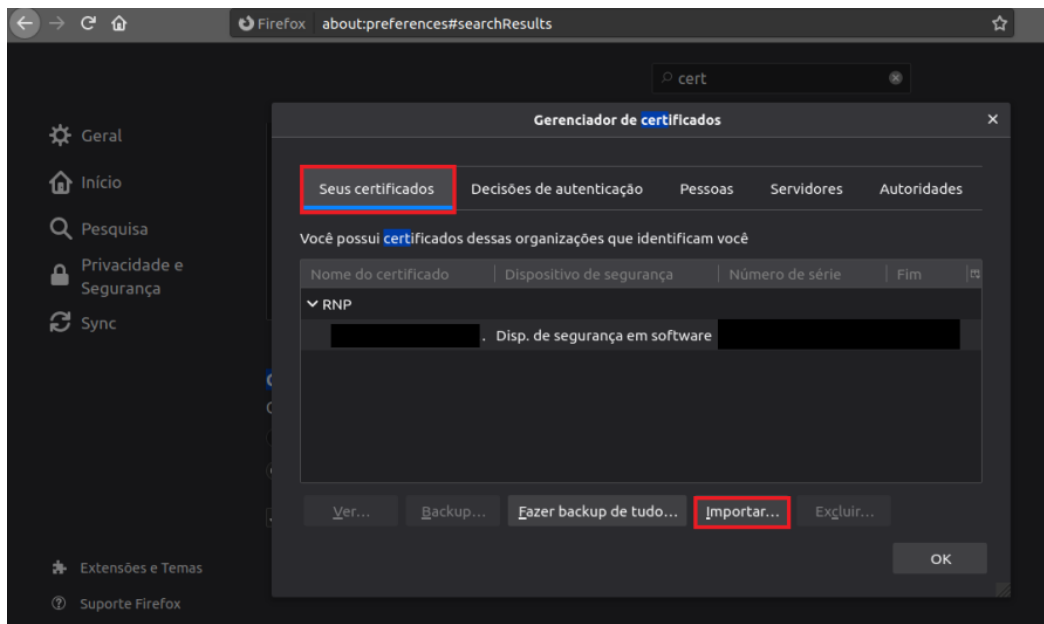 Firefox about:preferences#searchResults
cert
Gerenciador de certificados
Geral
Início
Pesquisa
Privacidade e
Segurança
Sync
Seus certificados Decisões de autenticação Pessoas Servidores Autoridades
Você possui certificados dessas organizações que identificam você
Nome do certificado Dispositivo de segurança Número de série Fim
RNP
. Disp. de segurança em software
Ver... Backup... Fazer backup de tudo... Importar... Excluir...
OK
Extensões e Temas
Suporte Firefox